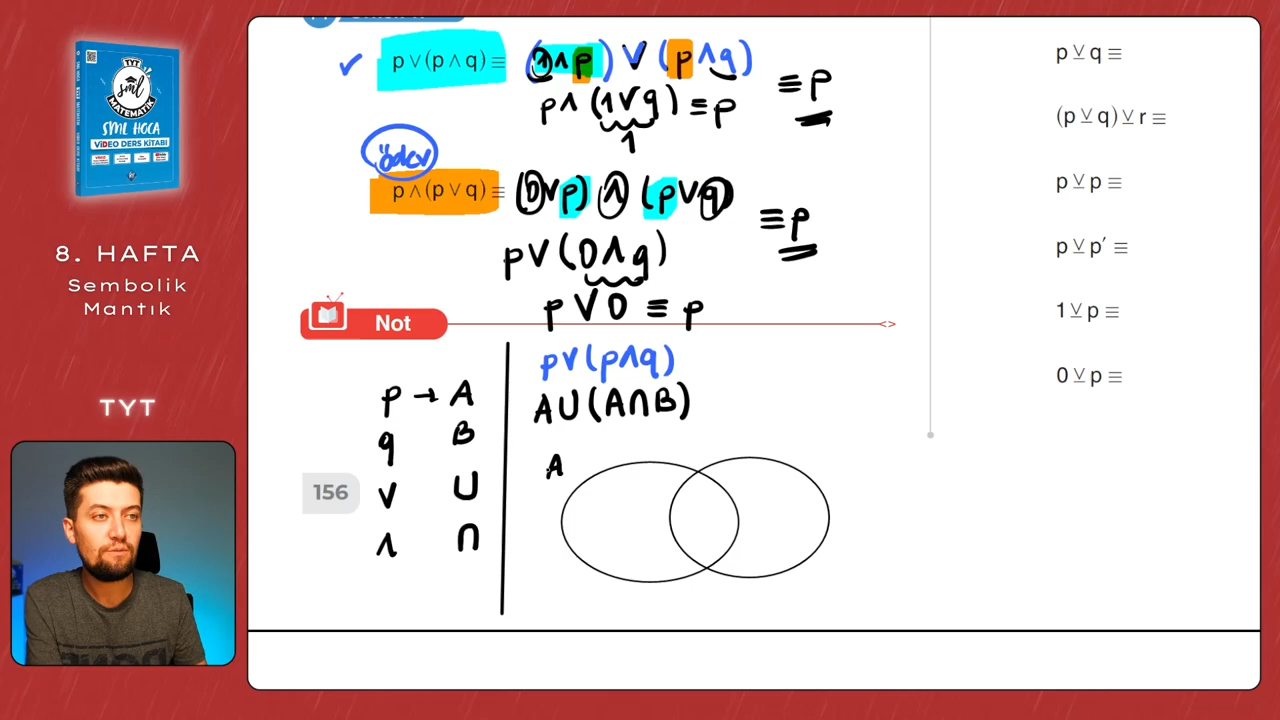 TYT
sml
MATEMATİK
SML HOCA
VİDEO DERS KİTABI
8. HAFTA
Sembolik
Mantık
TYT
p ∨ (p ∧ q) ≡ (1 ∧ p) ∨ (p ∧ q) ≡ p
p ∧ (1 ∨ q) ≡ p
1
ödev
p ∧ (p ∨ q) ≡ (0 ∨ p) ∧ (p ∨ q) ≡ p
p ∨ (0 ∧ q)
p ∨ 0 ≡ p
Not
p → A
q B
∨ ∪
∧ ∩
156
p ∨ (p ∧ q)
A ∪ (A ∩ B)
A
p ⊻ q ≡
(p ⊻ q) ⊻ r ≡
p ⊻ p ≡
p ⊻ p′ ≡
1 ⊻ p ≡
0 ⊻ p ≡